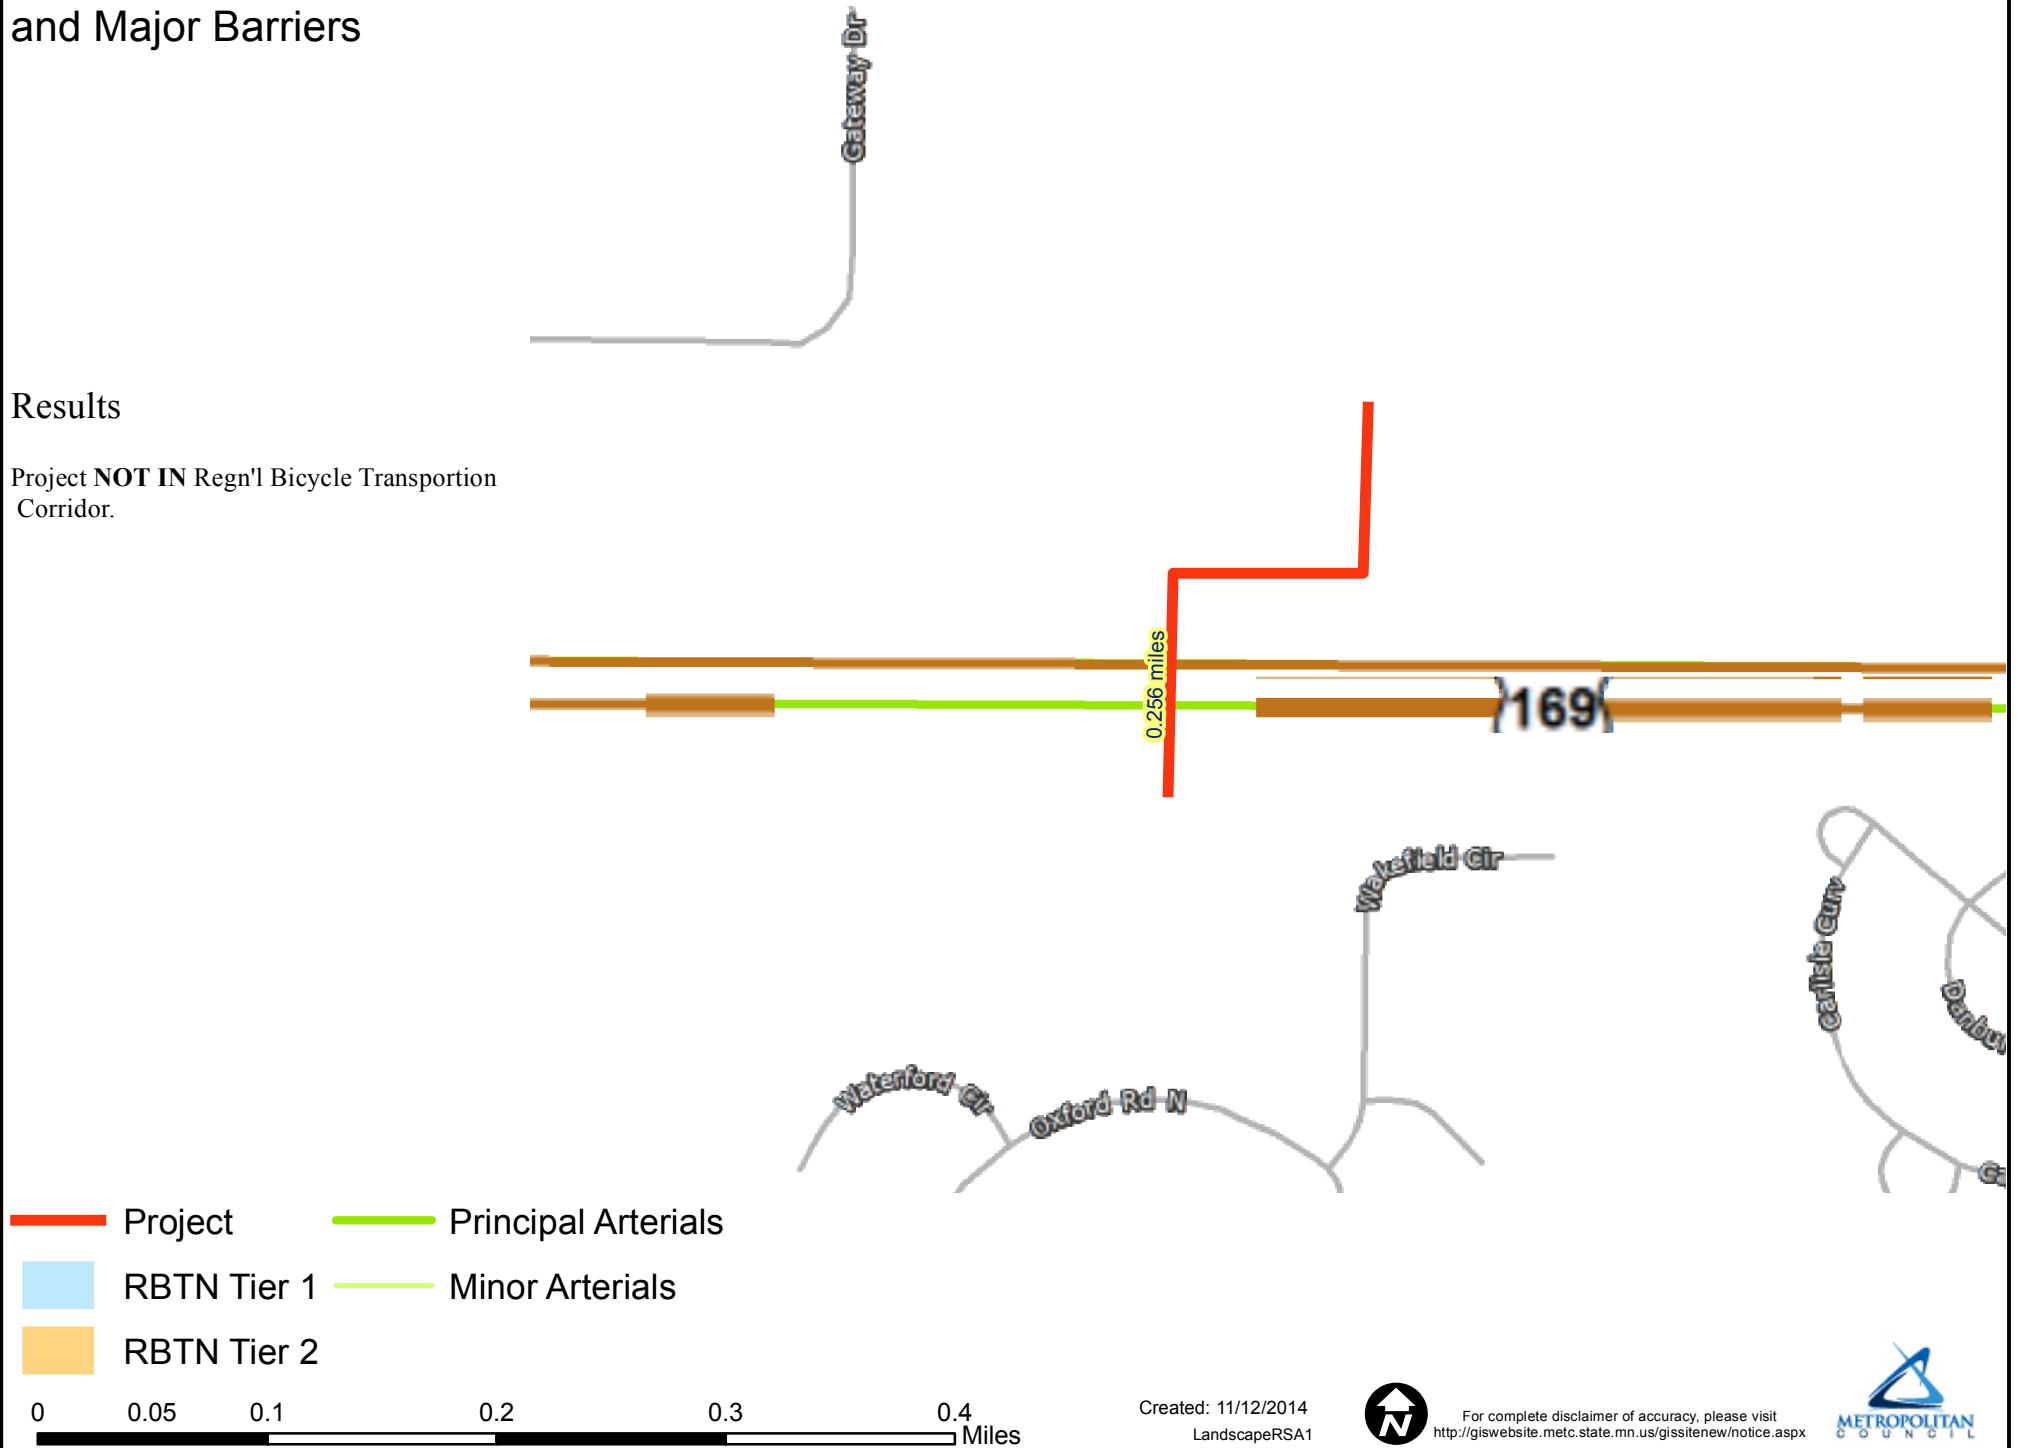 and Major Barriers
Gateway Dr
Results
Project NOT IN Regn'l Bicycle Transportion
Corridor.
0.256 miles
169
Wakefield Cir
Carlisle Curv
Waterford Cir
Oxford Rd N
Project
Principal Arterials
RBTN Tier 1
Minor Arterials
RBTN Tier 2
0 0.05 0.1 0.2 0.3 0.4
Miles
Created: 11/12/2014
LandscapeRSA1
N
For complete disclaimer of accuracy, please visit
http://giswebsite.metc.state.mn.us/gissitenew/notice.aspx
METROPOLITAN
COUNCIL